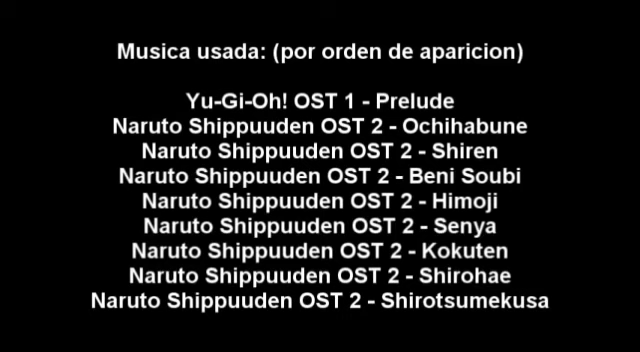 Musica usada: (por orden de aparicion)
Yu-Gi-Oh! OST 1 - Prelude
Naruto Shippuuden OST 2 - Ochihabune
Naruto Shippuuden OST 2 - Shiren
Naruto Shippuuden OST 2 - Beni Soubi
Naruto Shippuuden OST 2 - Himoji
Naruto Shippuuden OST 2 - Senya
Naruto Shippuuden OST 2 - Kokuten
Naruto Shippuuden OST 2 - Shirohae
Naruto Shippuuden OST 2 - Shirotsumekusa